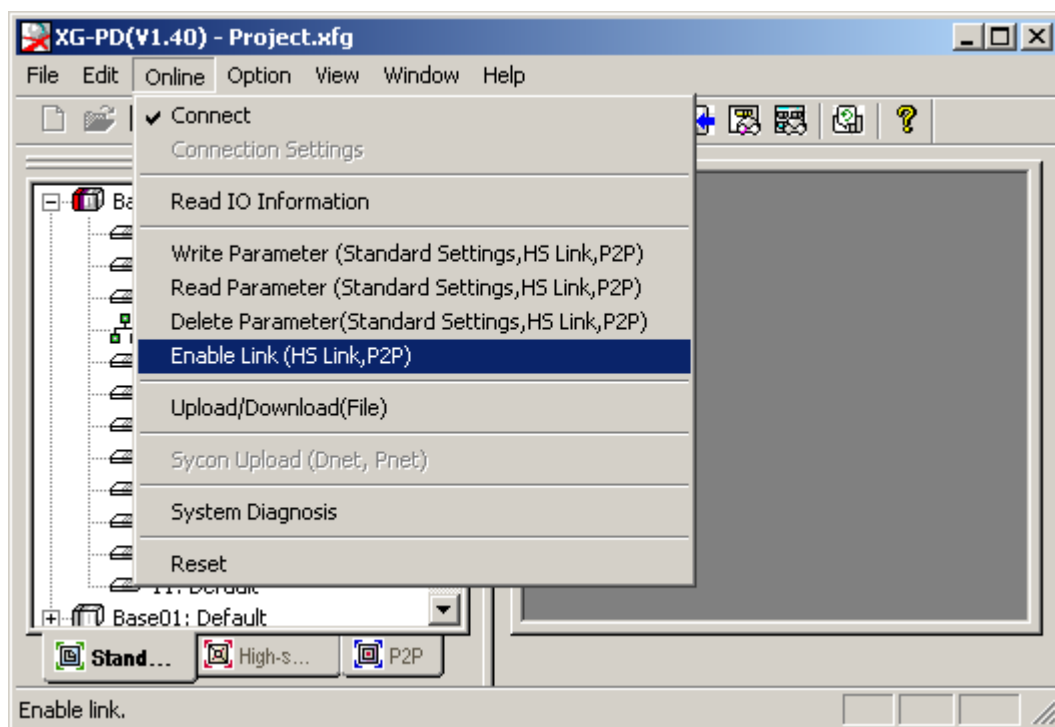 XG-PD(V1.40) - Project.xfg
File Edit Online Option View Window Help
Connect
Connection Settings
Read IO Information
Write Parameter (Standard Settings,HS Link,P2P)
Read Parameter (Standard Settings,HS Link,P2P)
Delete Parameter(Standard Settings,HS Link,P2P)
Enable Link (HS Link,P2P)
Upload/Download(File)
Sycon Upload (Dnet, Pnet)
System Diagnosis
Reset
Ba
11: Default
Base01: Default
Stand... High-s... P2P
Enable link.